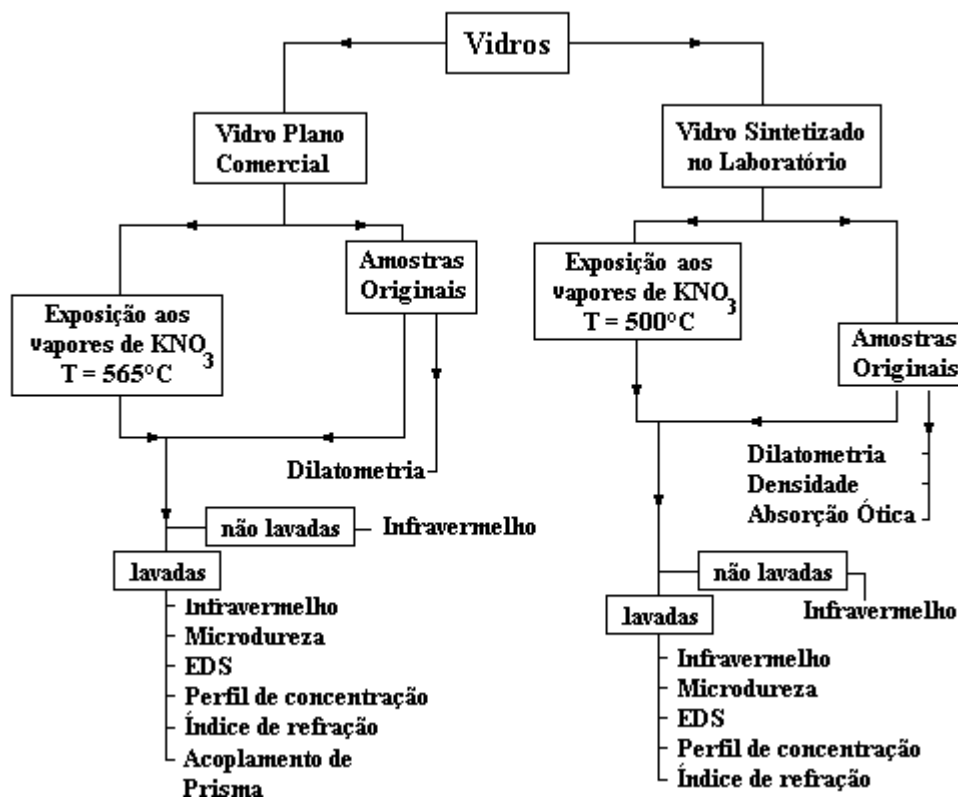 Vidros
Vidro Plano
Comercial
Exposição aos
vapores de KNO3
T = 565°C
Amostras
Originais
Dilatometria
não lavadas
Infravermelho
lavadas
Infravermelho
Microdureza
EDS
Perfil de concentração
Índice de refração
Acoplamento de
Prisma
Vidro Sintetizado
no Laboratório
Exposição aos
vapores de KNO3
T = 500°C
Amostras
Originais
Dilatometria
Densidade
Absorção Ótica
não lavadas
Infravermelho
lavadas
Infravermelho
Microdureza
EDS
Perfil de concentração
Índice de refração